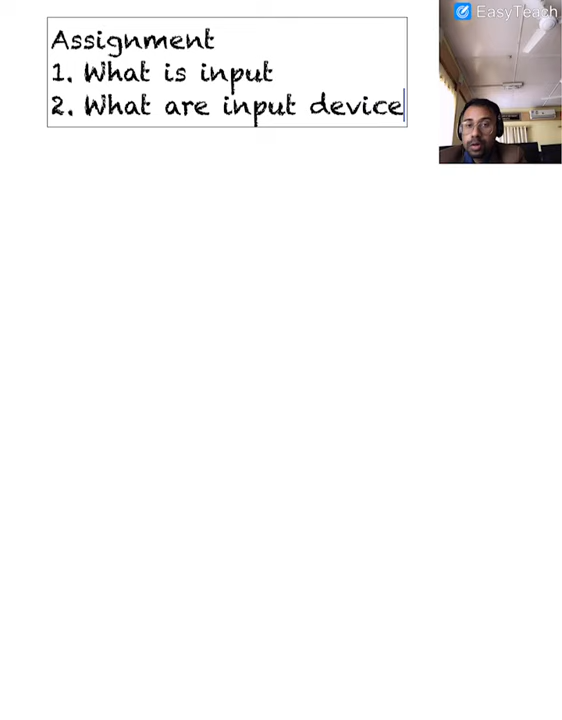 EasyTeach
Assignment
1. What is input
2. What are input device